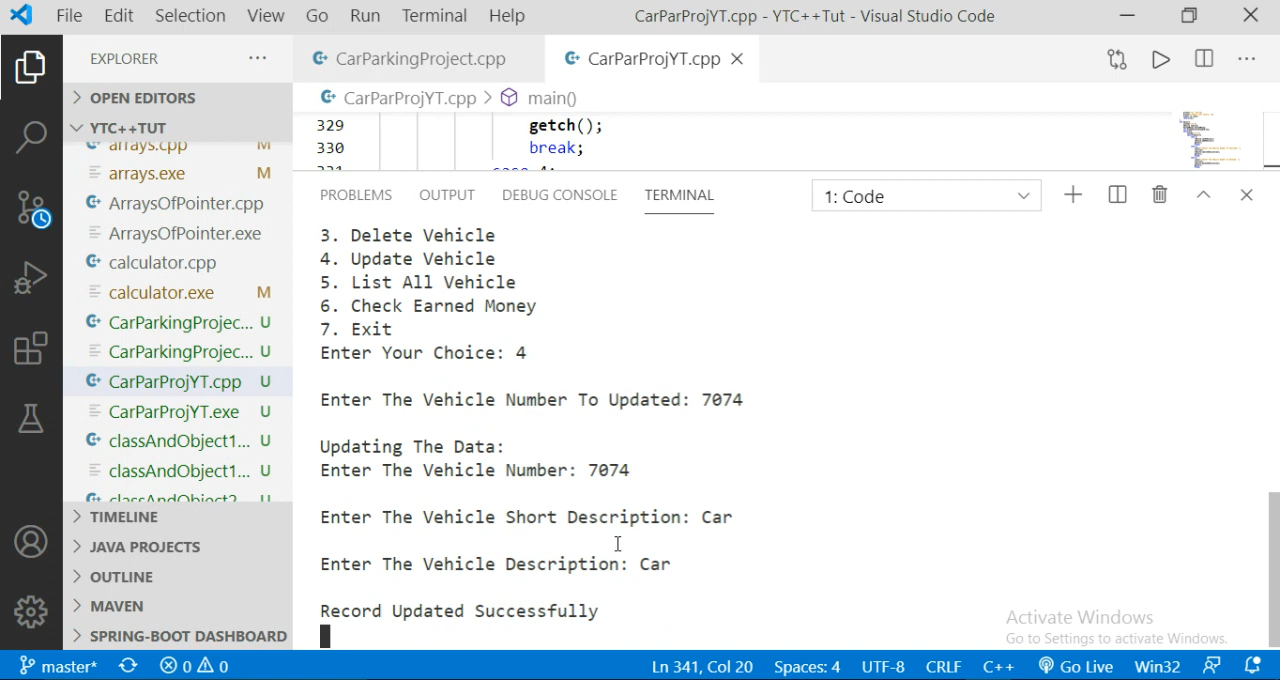 File Edit Selection View Go Run Terminal Help CarParProjYT.cpp - YTC++Tut - Visual Studio Code
EXPLORER
CarParkingProject.cpp
CarParProjYT.cpp
OPEN EDITORS
YTC++TUT
arrays.cpp M
arrays.exe M
ArraysOfPointer.cpp
ArraysOfPointer.exe
calculator.cpp
calculator.exe M
CarParkingProjec... U
CarParkingProjec... U
CarParProjYT.cpp U
CarParProjYT.exe U
classAndObject1... U
classAndObject1... U
classAndObject2 U
TIMELINE
JAVA PROJECTS
OUTLINE
MAVEN
SPRING-BOOT DASHBOARD
CarParProjYT.cpp > main()
329 getch();
330 break;
331 case 4:
PROBLEMS OUTPUT DEBUG CONSOLE TERMINAL 1: Code
3. Delete Vehicle
4. Update Vehicle
5. List All Vehicle
6. Check Earned Money
7. Exit
Enter Your Choice: 4
Enter The Vehicle Number To Updated: 7074
Updating The Data:
Enter The Vehicle Number: 7074
Enter The Vehicle Short Description: Car
Enter The Vehicle Description: Car
Record Updated Successfully
Activate Windows
Go to Settings to activate Windows.
master* 0 0 Ln 341, Col 20 Spaces: 4 UTF-8 CRLF C++ Go Live Win32